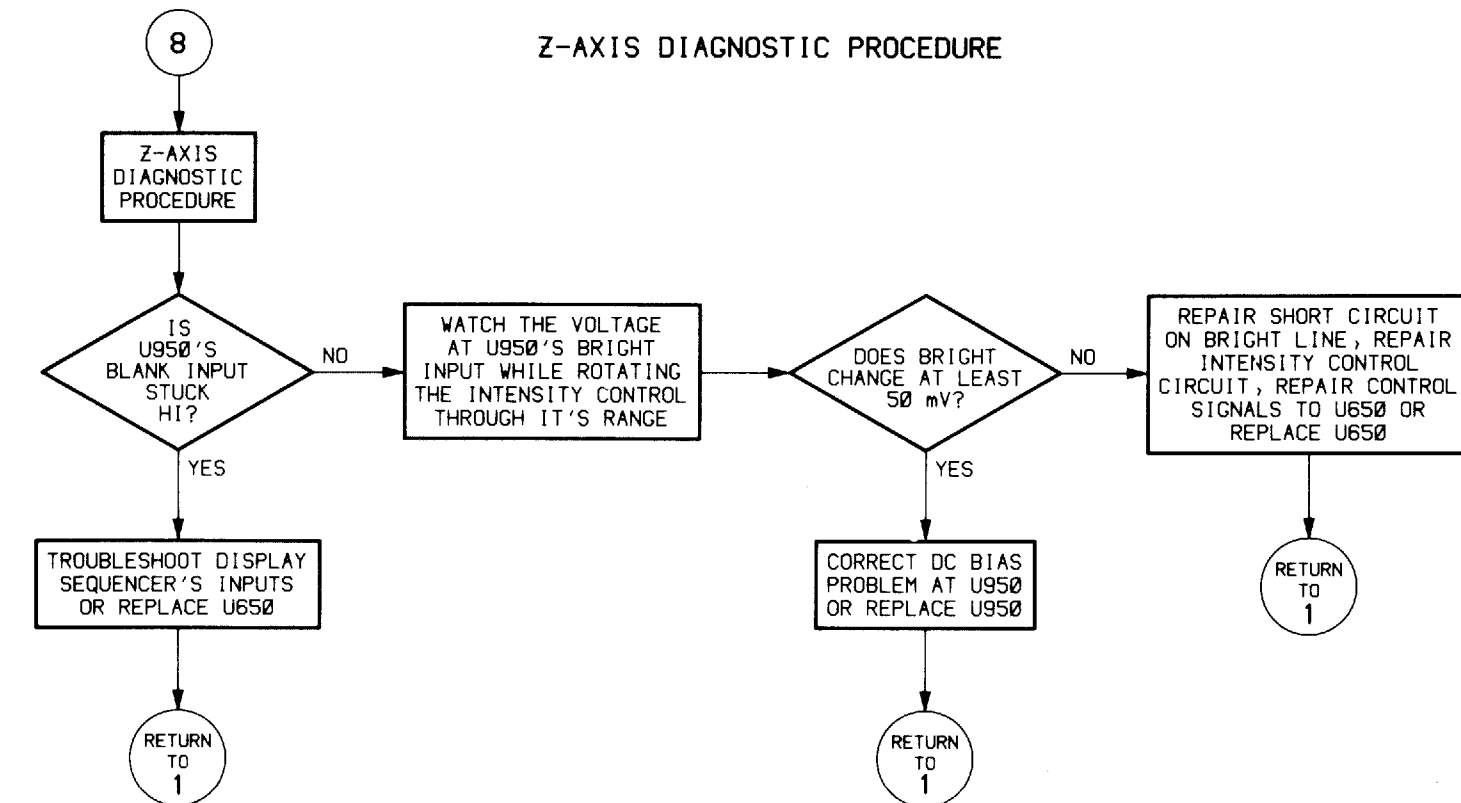 8
Z-AXIS DIAGNOSTIC PROCEDURE
Z-AXIS
DIAGNOSTIC
PROCEDURE
IS
U950'S
BLANK INPUT
STUCK
HI?
NO
YES
WATCH THE VOLTAGE
AT U950'S BRIGHT
INPUT WHILE ROTATING
THE INTENSITY CONTROL
THROUGH IT'S RANGE
DOES BRIGHT
CHANGE AT LEAST
50 mV?
NO
YES
REPAIR SHORT CIRCUIT
ON BRIGHT LINE, REPAIR
INTENSITY CONTROL
CIRCUIT, REPAIR CONTROL
SIGNALS TO U650 OR
REPLACE U650
TROUBLESHOOT DISPLAY
SEQUENCER'S INPUTS
OR REPLACE U650
CORRECT DC BIAS
PROBLEM AT U950
OR REPLACE U950
RETURN
TO
1
RETURN
TO
1
RETURN
TO
1